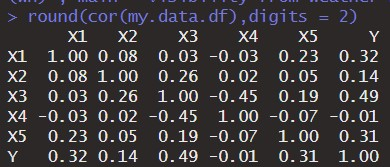 > round(cor(my.data.df),digits = 2)
X1 X2 X3 X4 X5 Y
X1 1.00 0.08 0.03 -0.03 0.23 0.32
X2 0.08 1.00 0.26 0.02 0.05 0.14
X3 0.03 0.26 1.00 -0.45 0.19 0.49
X4 -0.03 0.02 -0.45 1.00 -0.07 -0.01
X5 0.23 0.05 0.19 -0.07 1.00 0.31
Y 0.32 0.14 0.49 -0.01 0.31 1.00